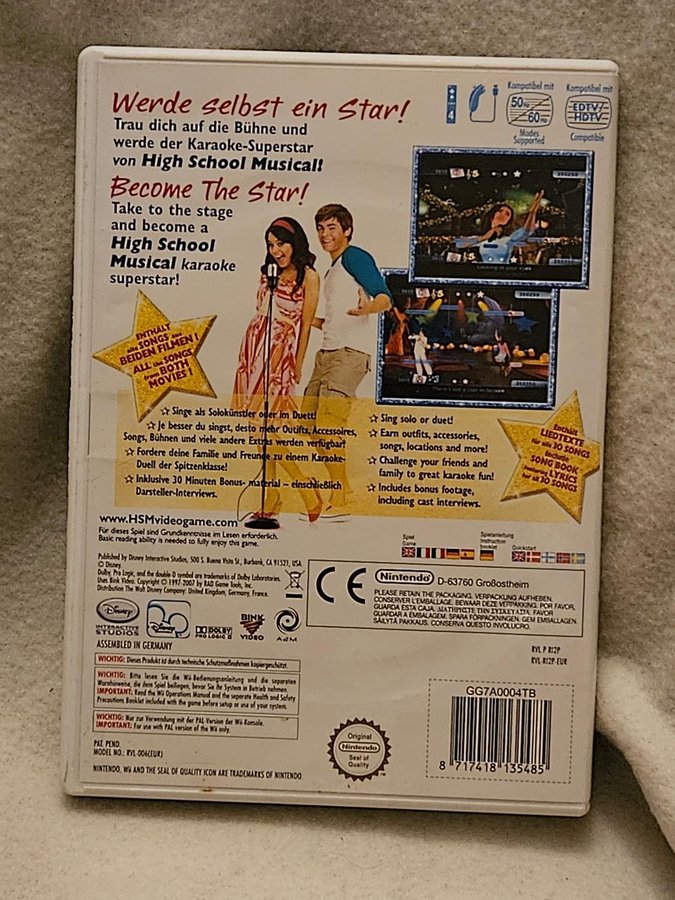 Werde selbst ein Star!
Trau dich auf die Bühne und
werde der Karaoke-Superstar
von High School Musical!
Become The Star!
Take to the stage
and become a
High School
Musical karaoke
superstar!
4
Kompatibel mit
50Hz
60Hz
Modes
Supported
Kompatibel mit
EDTV/
HDTV
Compatible
ENTHÄLT
alle SONGS aus
BEIDEN FILMEN!
ALL the SONGS
from BOTH
MOVIES!
☆ Singe als Solokünstler oder im Duett!
☆ Je besser du singst, desto mehr Outfits, Accessoires,
Songs, Bühnen und viele andere Extras werden verfügbar!
☆ Fordere deine Familie und Freunde zu einem Karaoke-
Duell der Spitzenklasse!
☆ Inklusive 30 Minuten Bonus- material – einschließlich
Darsteller-Interviews.
☆ Sing solo or duet!
☆ Earn outfits, accessories,
songs, locations and more!
☆ Challenge your friends and
family to great karaoke fun!
☆ Includes bonus footage,
including cast interviews.
Enthält
LIEDTEXTE
für alle 30 SONGS
Includes
SONG BOOK
featuring LYRICS
for all 30 SONGS
www.HSMvideogame.com
Für dieses Spiel sind Grundkenntnisse im Lesen erforderlich.
Basic reading ability is needed to fully enjoy this game.
Spiel
Game
Spielanleitung
Instruction
booklet
Quickstart
Published by Disney Interactive Studios, 500 S. Buena Vista St., Burbank, CA 91521, USA.
© Disney.
Dolby, Pro Logic, and the double-D symbol are trademarks of Dolby Laboratories.
Uses Bink Video. Copyright © 1997-2007 by RAD Game Tools, Inc.
Distribution The Walt Disney Company: United Kingdom, Germany, France.
CE
Nintendo D-63760 Großostheim
PLEASE RETAIN THE PACKAGING. VERPACKUNG AUFHEBEN.
CONSERVER L'EMBALLAGE. BEWAAR DEZE VERPAKKING. POR FAVOR,
GUARDA ESTA CAJA. ΔΙΑΤΗΡΕΙΤΕ ΤΗΝ ΣΥΣΚΕΥΑΣΙΑ. FAVOR
GUARDAR A EMBALAGEM. SPARA FÖRPACKNINGEN. GEM EMBALLAGEN.
SÄILYTÄ PAKKAUS. CONSERVA QUESTO INVOLUCRO.
Disney
INTERACTIVE
STUDIOS
Disney
DOLBY
PRO LOGIC II
BINK
VIDEO
A2M
ASSEMBLED IN GERMANY
RVL P R12P
RVL-R12P-EUR
WICHTIG: Dieses Produkt ist durch technische Schutzmaßnahmen kopiergeschützt.
WICHTIG: Bitte lesen Sie die Wii-Bedienungsanleitung und die separaten
Warnhinweise, die dem Spiel beiliegen, bevor Sie Ihr System in Betrieb nehmen.
IMPORTANT: Read the Wii Operations Manual and the separate Health and Safety
Precautions Booklet included with the game before setup or use of your system.
WICHTIG: Nur zur Verwendung mit der PAL-Version der Wii-Konsole.
IMPORTANT: For use with PAL version of the Wii only.
PAT. PEND.
MODEL NO.: RVL-006(EUR)
NINTENDO, Wii AND THE SEAL OF QUALITY ICON ARE TRADEMARKS OF NINTENDO.
Original
Nintendo
Seal of
Quality
GG7A0004TB
8 717418 135485